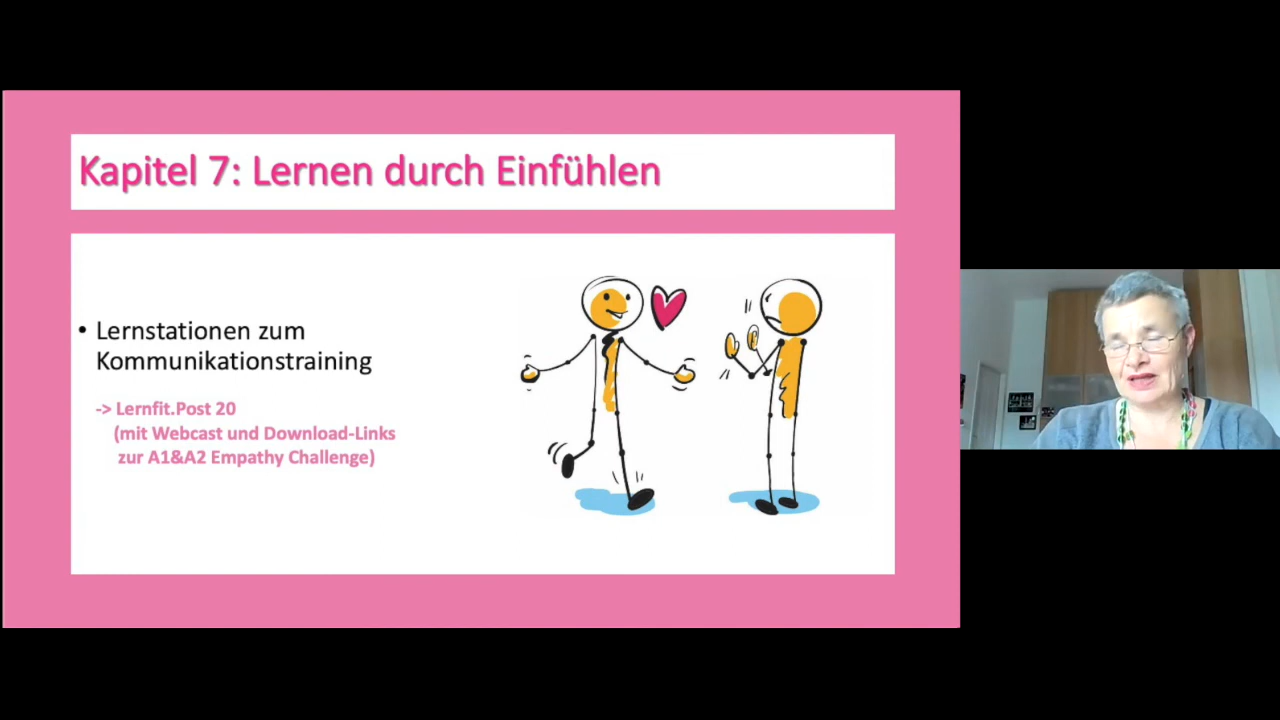 Kapitel 7: Lernen durch Einfühlen
• Lernstationen zum
Kommunikationstraining
-> Lernfit.Post 20
(mit Webcast und Download-Links
zur A1&A2 Empathy Challenge)